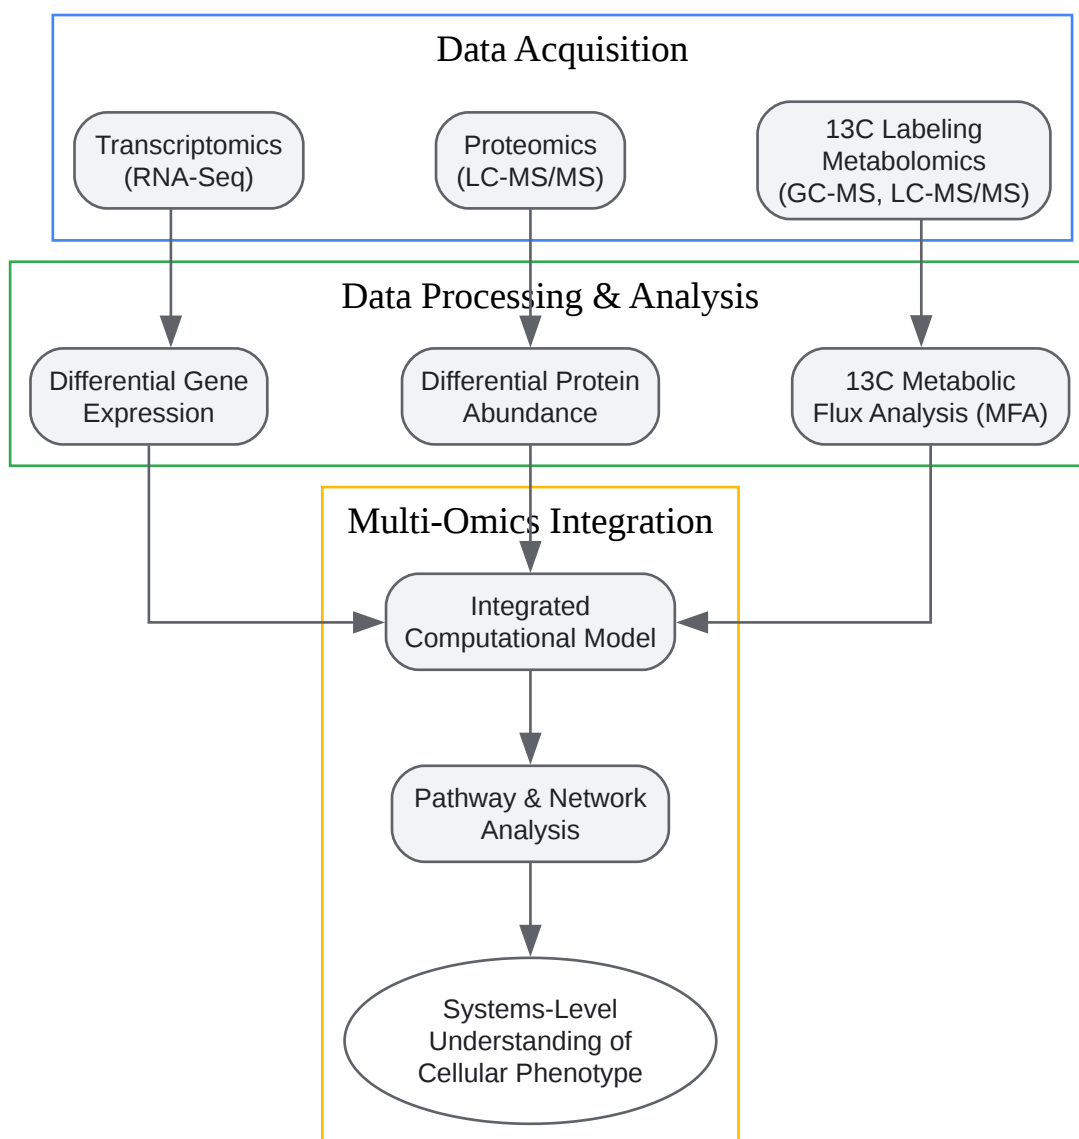 Data Acquisition
Transcriptomics
(RNA-Seq)
Proteomics
(LC-MS/MS)
13C Labeling
Metabolomics
(GC-MS, LC-MS/MS)
Data Processing & Analysis
Differential Gene
Expression
Differential Protein
Abundance
13C Metabolic
Flux Analysis (MFA)
Multi-Omics Integration
Integrated
Computational Model
Pathway & Network
Analysis
Systems-Level
Understanding of
Cellular Phenotype